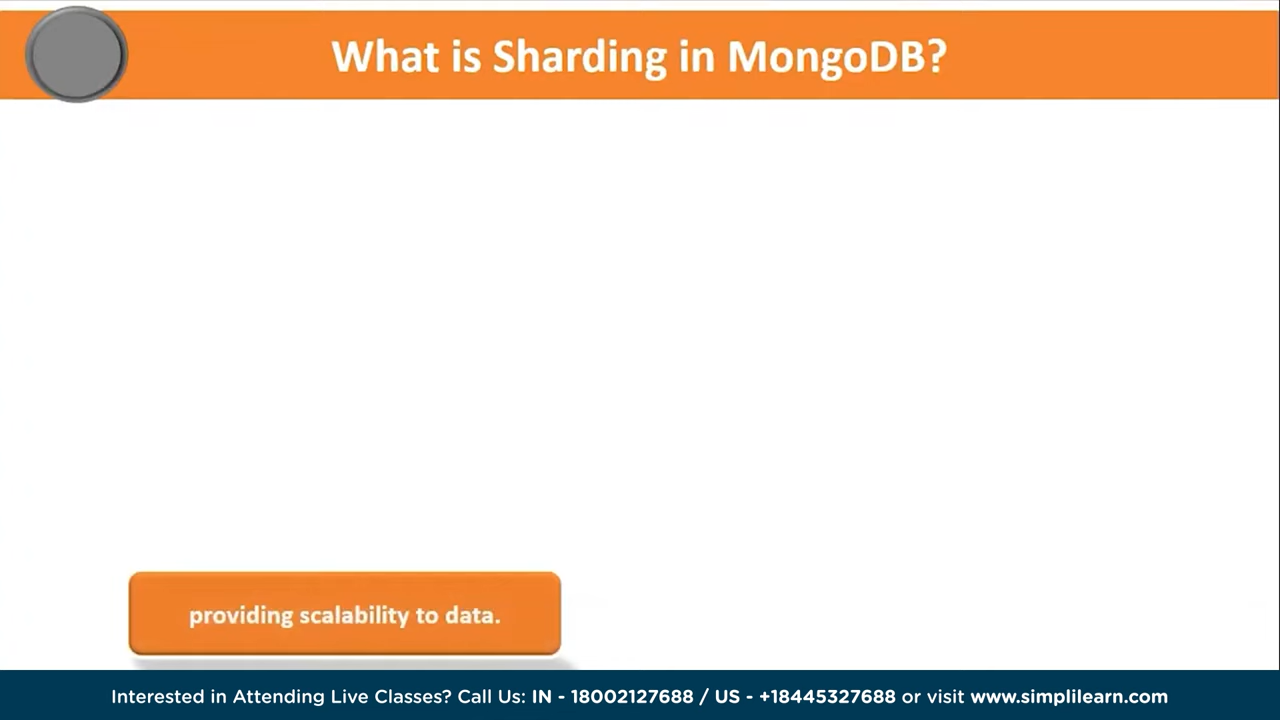 What is Sharding in MongoDB?
providing scalability to data.
Interested in Attending Live Classes? Call Us: IN - 18002127688 / US - +18445327688 or visit www.simplilearn.com